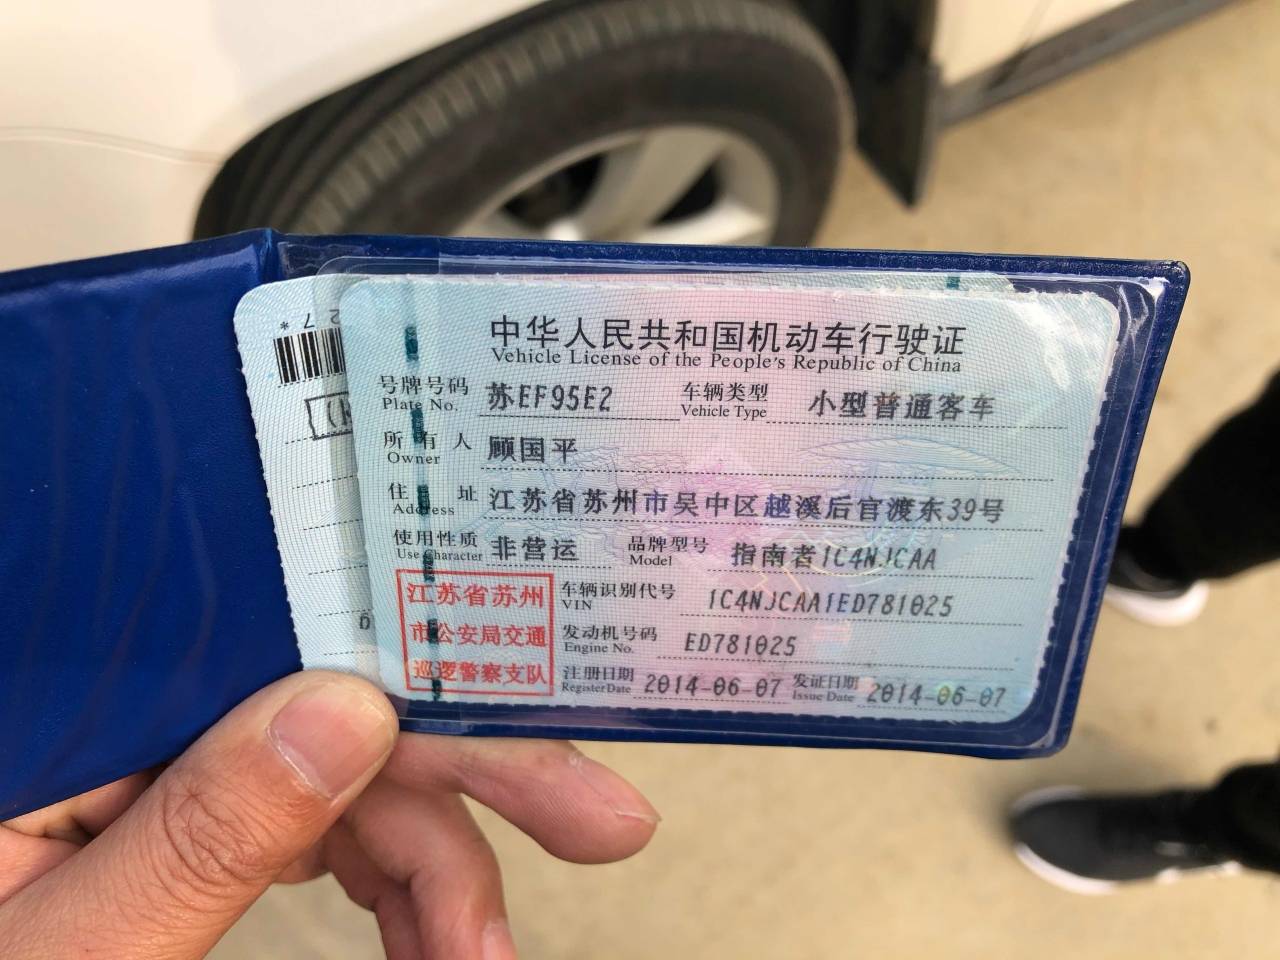 中华人民共和国机动车行驶证
Vehicle License of the People's Republic of China
号牌号码 苏EF95E2 车辆类型 小型普通客车
Plate No. Vehicle Type
所有人 顾国平
Owner
住址 江苏省苏州市吴中区越溪后官渡东39号
Address
使用性质 非营运 品牌型号 指南者1C4NJCAA
Use Character Model
江苏省苏州
市公安局交通
巡逻警察支队
车辆识别代号 1C4NJCAA1ED781025
VIN
发动机号码 ED781025
Engine No.
注册日期 2014-06-07 发证日期 2014-06-07
Register Date Issue Date